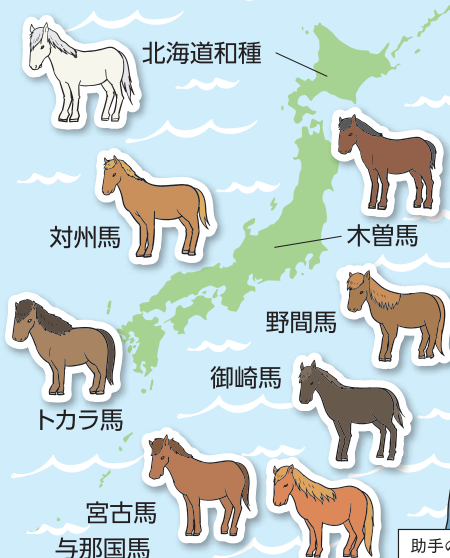 北海道和種
対州馬
木曽馬
野間馬
御崎馬
トカラ馬
宮古馬
与那国馬
助手の